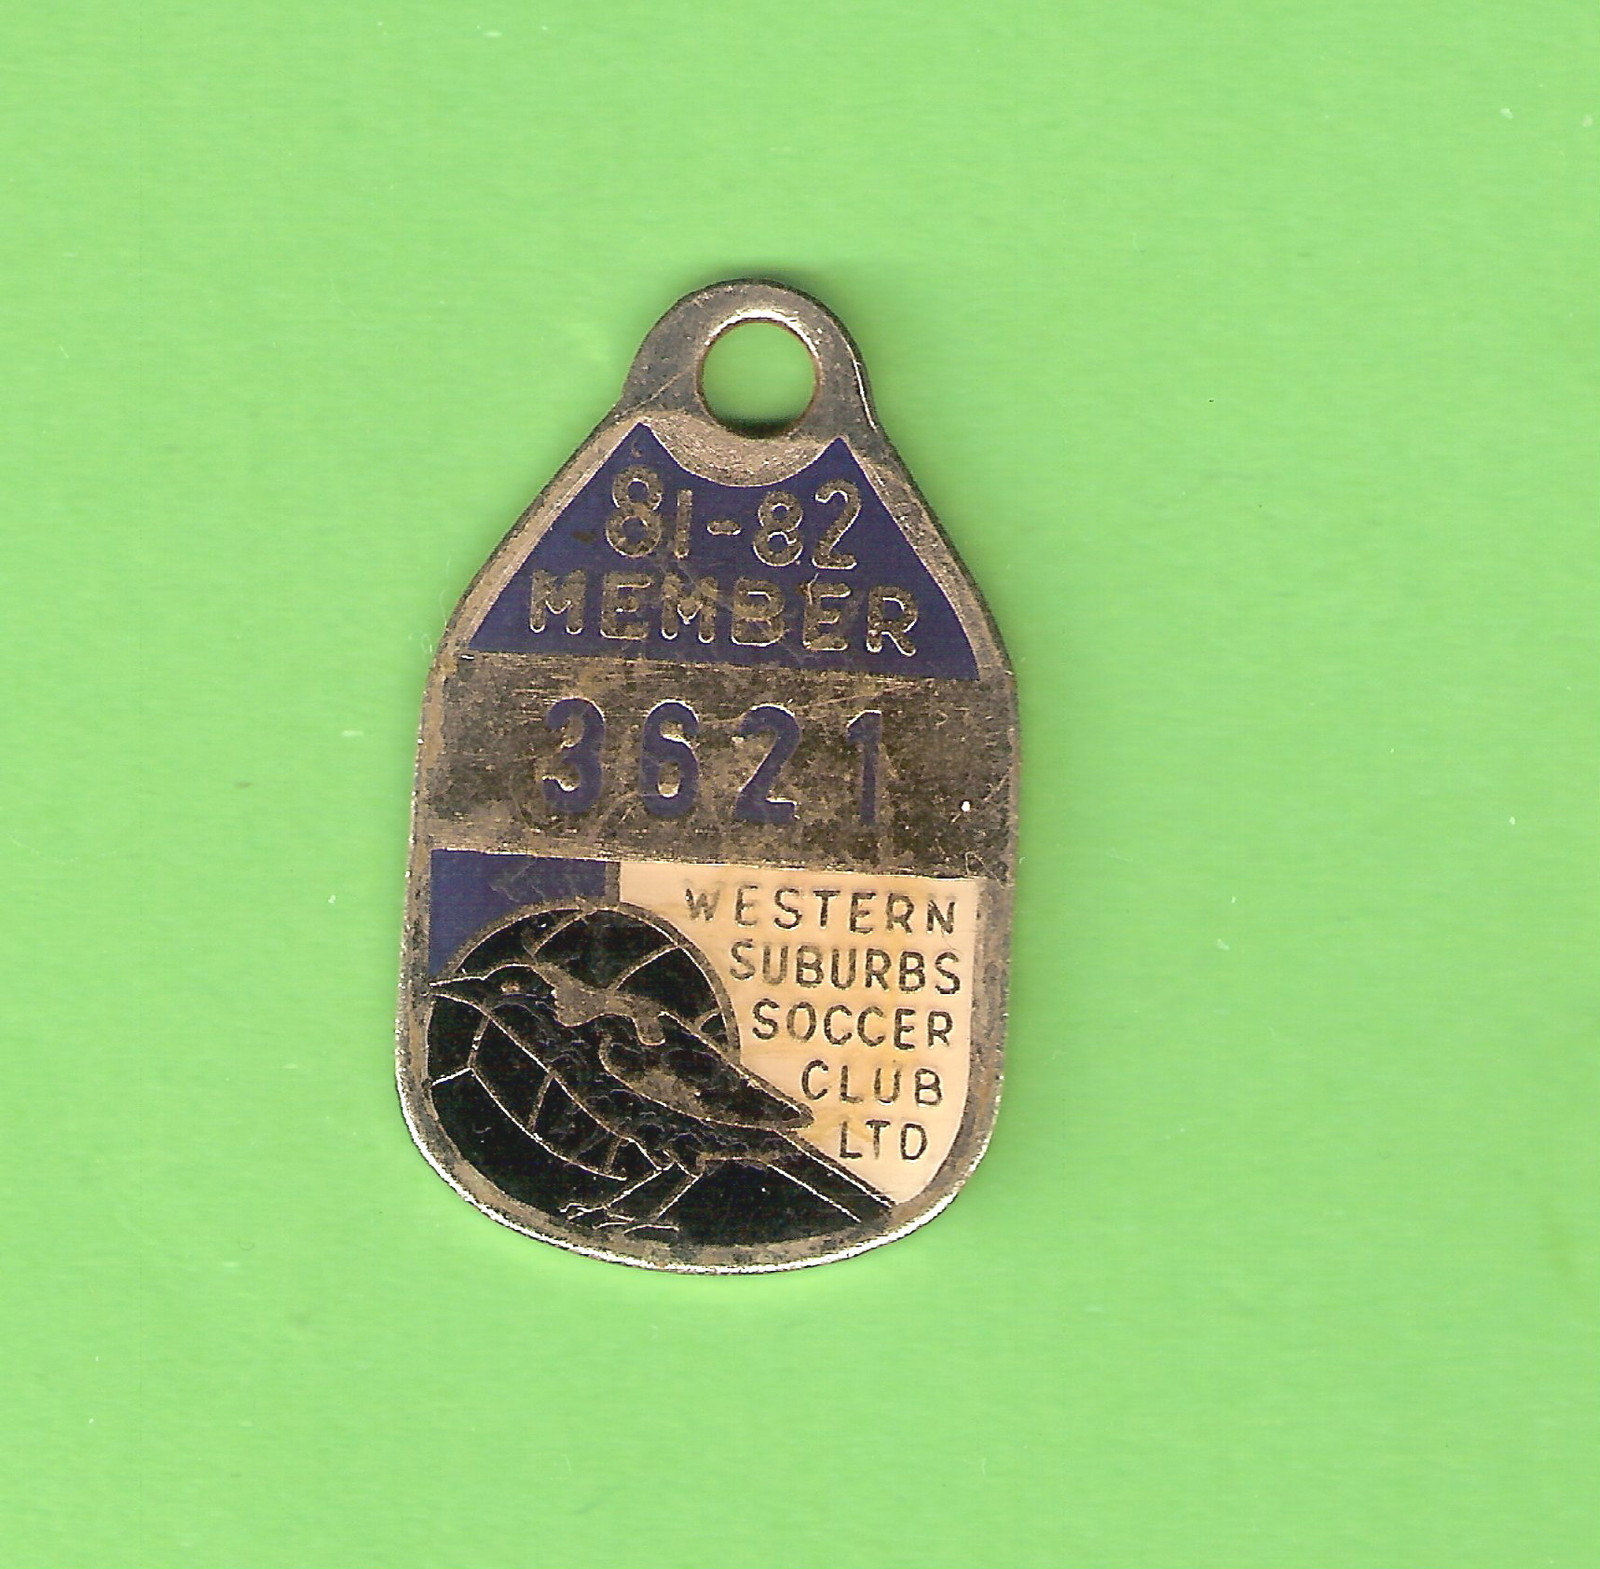 81-82
MEMBER
3621
WESTERN
SUBURBS
SOCCER
CLUB
LTD